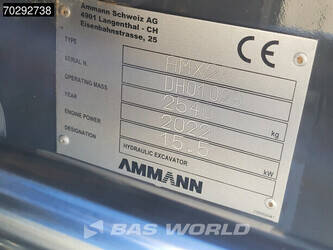 70292738
Ammann Schweiz AG
4901 Langenthal - CH
Eisenbahnstrasse, 25
CE
TYPE
SERIAL N.
OPERATING MASS
YEAR
kg
ENGINE POWER
2022
DESIGNATION
15.5
kW
HYDRAULIC EXCAVATOR
AMMANN
BAS WORLD